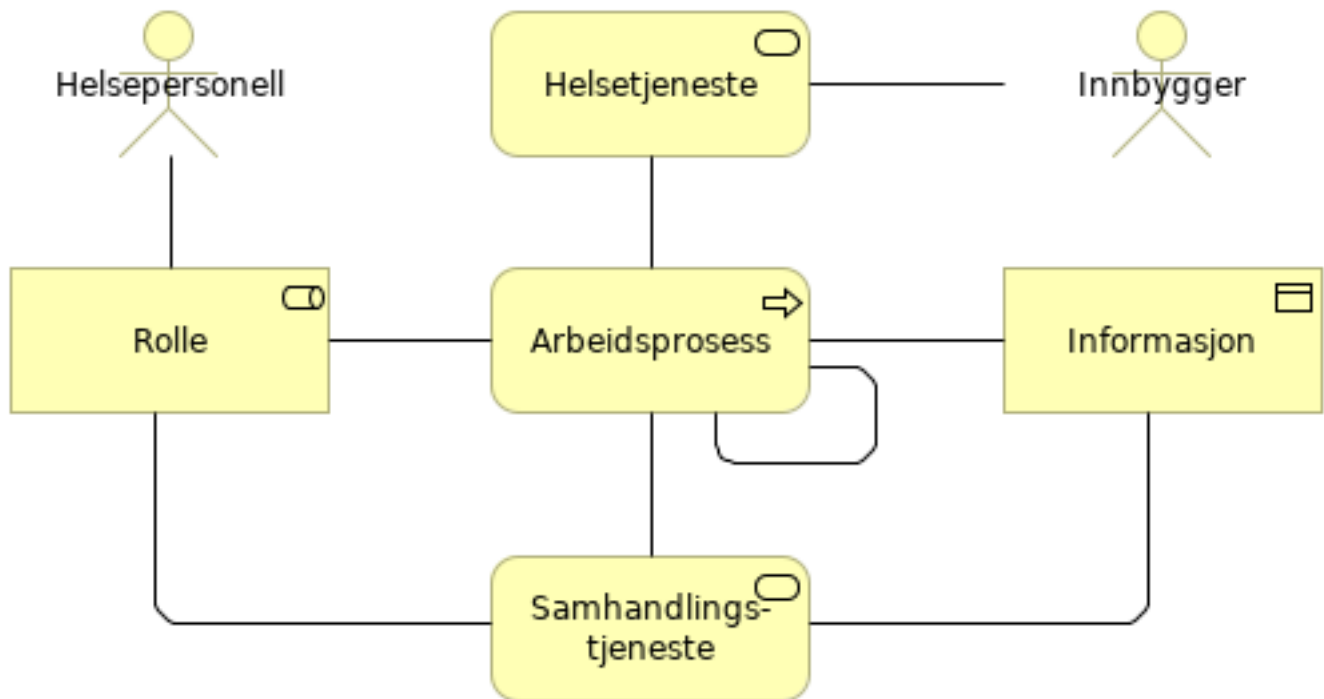 Helsepersonell
Helsetjeneste
Innbygger
Rolle
Arbeidsprosess
Informasjon
Samhandlings-
tjeneste